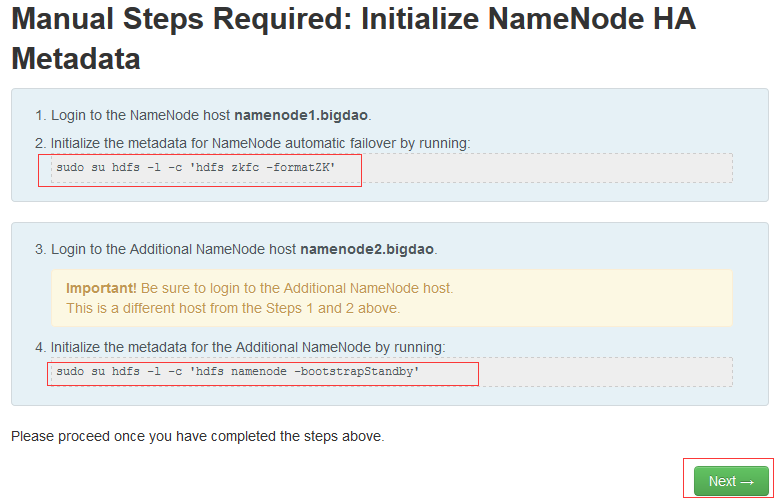 Manual Steps Required: Initialize NameNode HA
Metadata
1. Login to the NameNode host namenode1.bigdao.
2. Initialize the metadata for NameNode automatic failover by running:
sudo su hdfs -l -c 'hdfs zkfc -formatZK'
3. Login to the Additional NameNode host namenode2.bigdao.
Important! Be sure to login to the Additional NameNode host.
This is a different host from the Steps 1 and 2 above.
4. Initialize the metadata for the Additional NameNode by running:
sudo su hdfs -l -c 'hdfs namenode -bootstrapStandby'
Please proceed once you have completed the steps above.
Next →